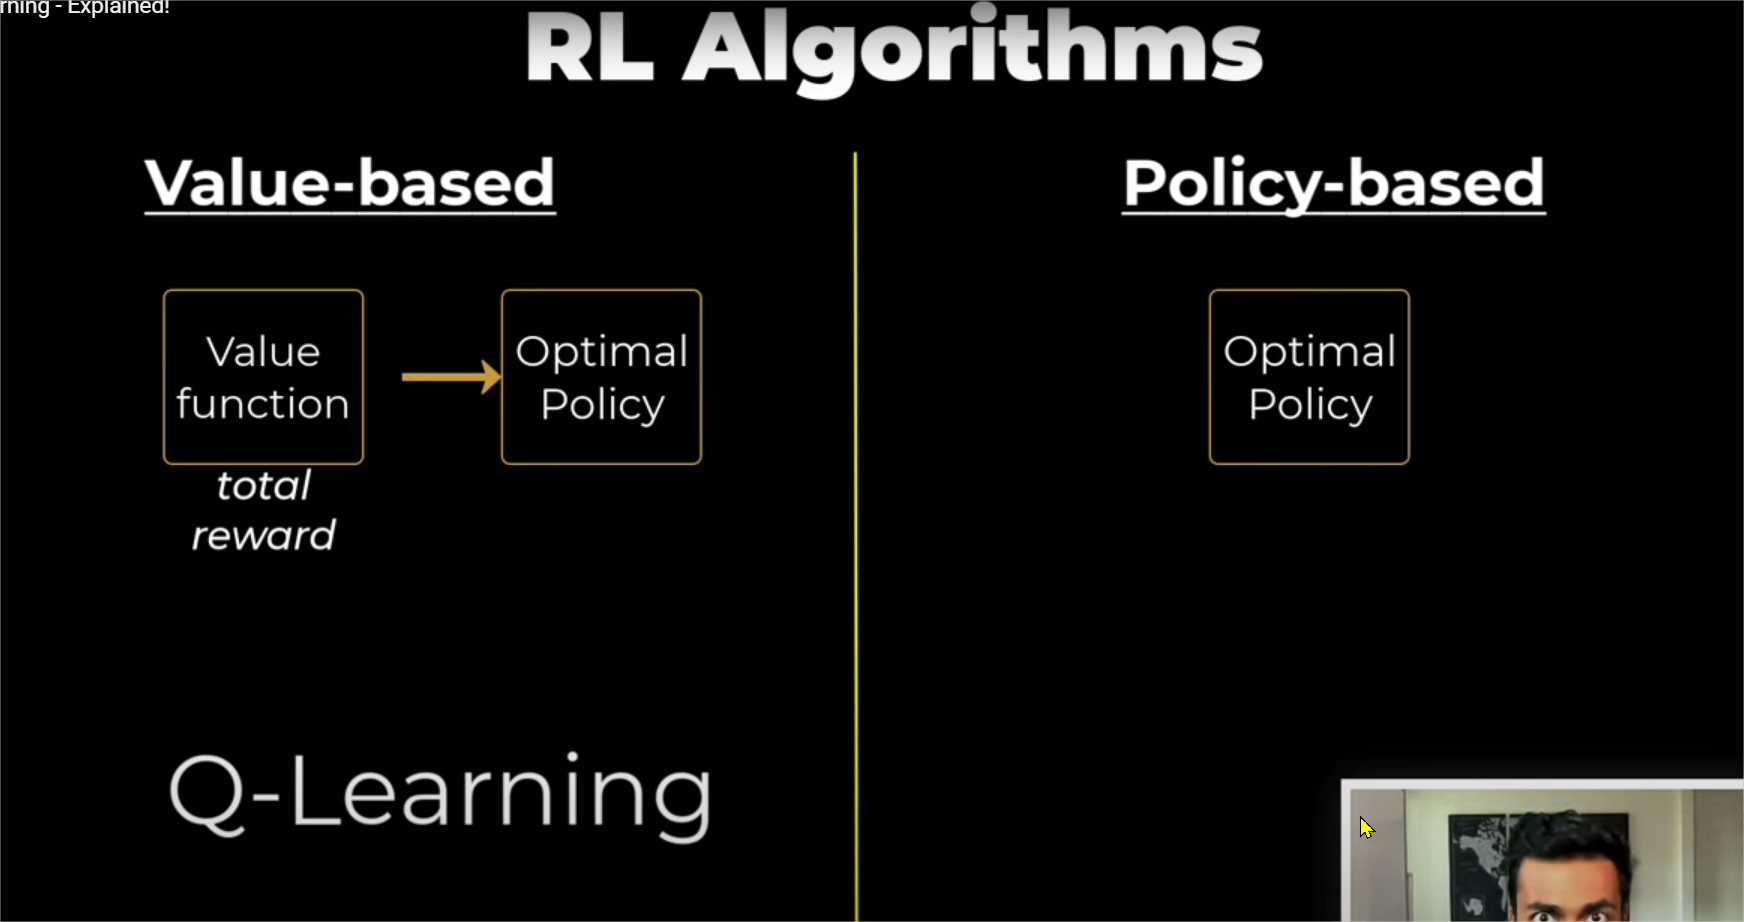 rning - Explained!
RL Algorithms
Value-based
Policy-based
Value
function
Optimal
Policy
Optimal
Policy
total
reward
Q-Learning